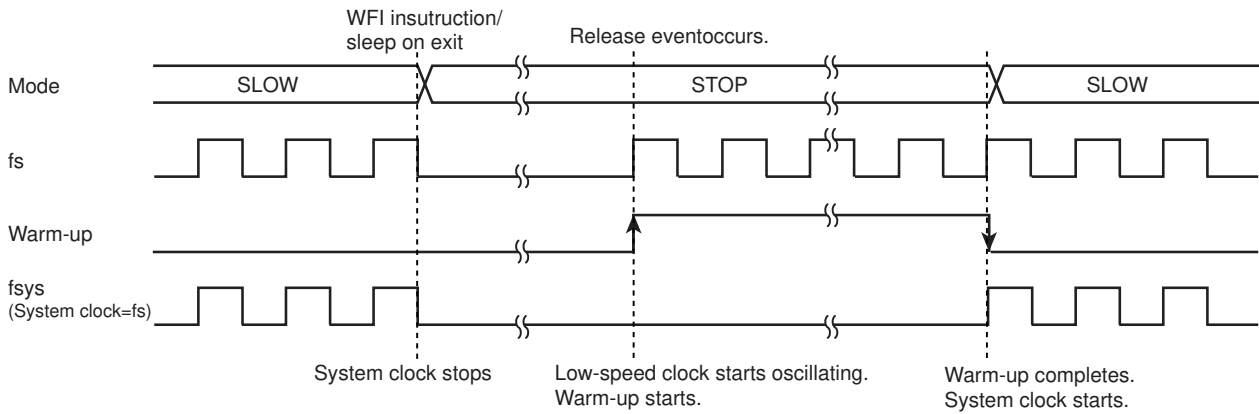 WFI insutruction/
sleep on exit
Release eventoccurs.
Mode
SLOW
STOP
SLOW
fs
Warm-up
fsys
(System clock=fs)
System clock stops
Low-speed clock starts oscillating.
Warm-up starts.
Warm-up completes.
System clock starts.